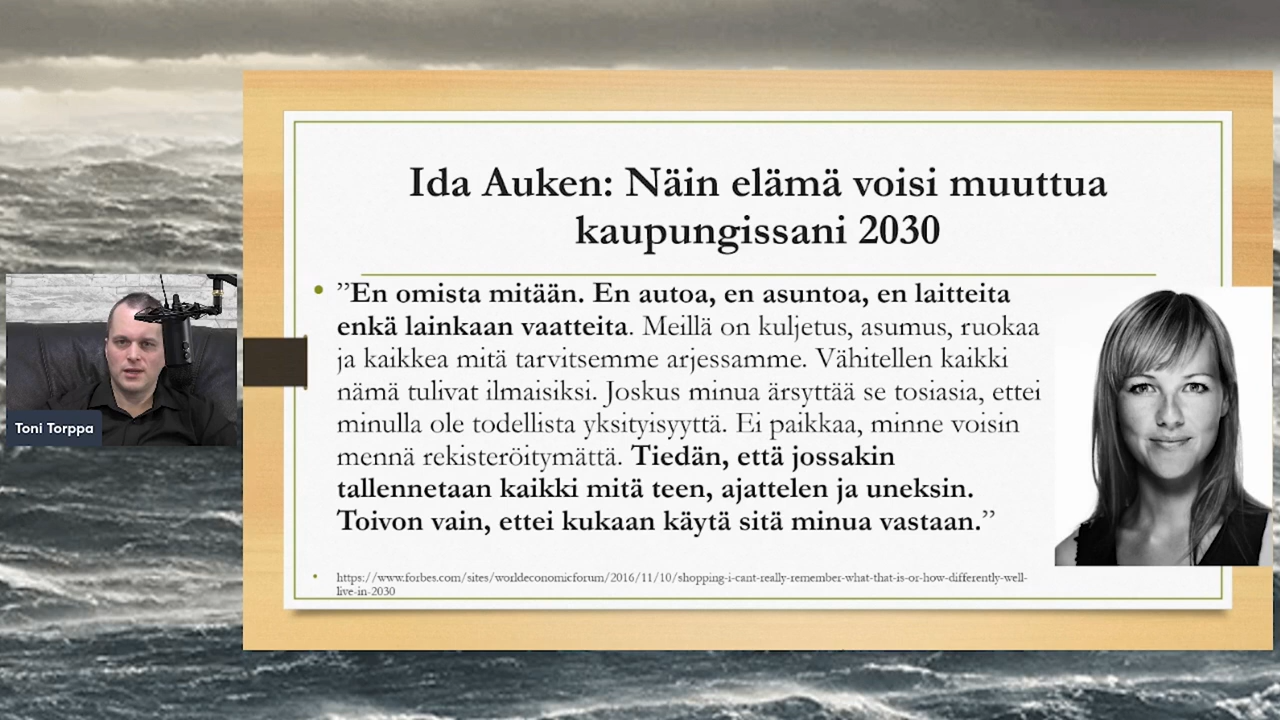 Ida Auken: Näin elämä voisi muuttua
kaupungissani 2030
”En omista mitään. En autoa, en asuntoa, en laitteita
enkä lainkaan vaatteita. Meillä on kuljetus, asumus, ruokaa
ja kaikkea mitä tarvitsemme arjessamme. Vähitellen kaikki
nämä tulivat ilmaisiksi. Joskus minua ärsyttää se tosiasia, ettei
minulla ole todellista yksityisyyttä. Ei paikkaa, minne voisin
mennä rekisteröitymättä. Tiedän, että jossakin
tallennetaan kaikki mitä teen, ajattelen ja uneksin.
Toivon vain, ettei kukaan käytä sitä minua vastaan.”
https://www.forbes.com/sites/worldeconomicforum/2016/11/10/shopping-i-cant-really-remember-what-that-is-or-how-differently-well-
live-in-2030
Toni Torppa